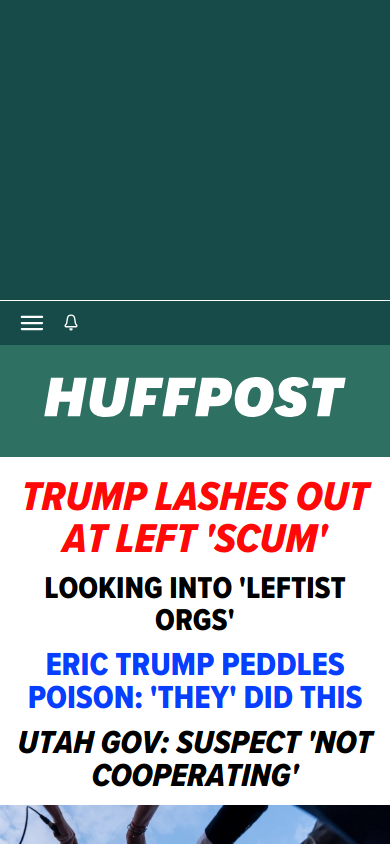 HUFFPOST
TRUMP LASHES OUT
AT LEFT 'SCUM'
LOOKING INTO 'LEFTIST
ORGS'
ERIC TRUMP PEDDLES
POISON: 'THEY' DID THIS
UTAH GOV: SUSPECT 'NOT
COOPERATING'